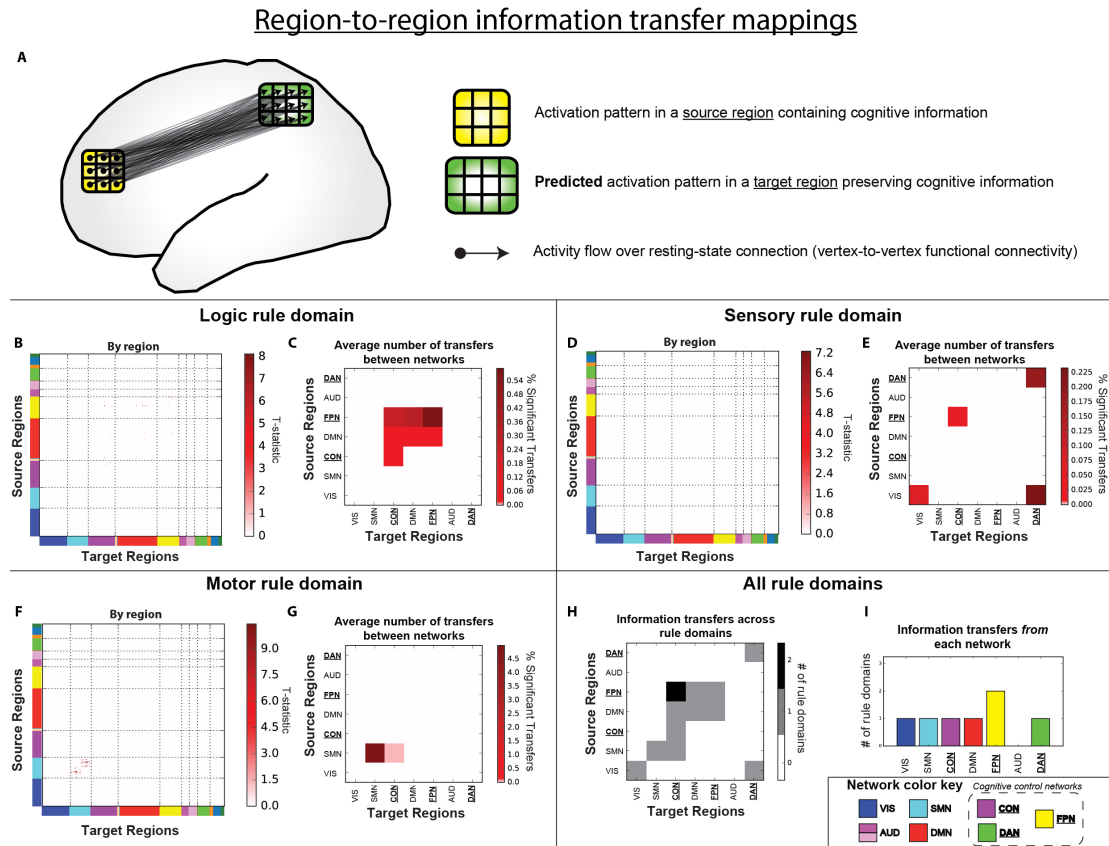 Region-to-region information transfer mappings
A
Activation pattern in a source region containing cognitive information
Predicted activation pattern in a target region preserving cognitive information
Activity flow over resting-state connection (vertex-to-vertex functional connectivity)
Logic rule domain
B
By region
Source Regions
Target Regions
8
7
6
5
4
3
2
1
0
T-statistic
C
Average number of transfers
between networks
Source Regions
DAN
AUD
FPN
DMN
CON
SMN
VIS
VIS
SMN
CON
DMN
FPN
AUD
DAN
Target Regions
0.54
0.48
0.42
0.36
0.30
0.24
0.18
0.12
0.06
0.00
% Significant Transfers
Sensory rule domain
D
By region
Source Regions
Target Regions
7.2
6.4
5.6
4.8
4.0
3.2
2.4
1.6
0.8
0.0
T-statistic
E
Average number of transfers
between networks
Source Regions
DAN
AUD
FPN
DMN
CON
SMN
VIS
VIS
SMN
CON
DMN
FPN
AUD
DAN
Target Regions
0.225
0.200
0.175
0.150
0.125
0.100
0.075
0.050
0.025
0.000
% Significant Transfers
Motor rule domain
F
By region
Source Regions
Target Regions
9.0
7.5
6.0
4.5
3.0
1.5
0.0
T-statistic
G
Average number of transfers
between networks
Source Regions
DAN
AUD
FPN
DMN
CON
SMN
VIS
VIS
SMN
CON
DMN
FPN
AUD
DAN
Target Regions
4.5
4.0
3.5
3.0
2.5
2.0
1.5
1.0
0.5
0.0
% Significant Transfers
All rule domains
H
Information transfers across
rule domains
Source Regions
DAN
AUD
FPN
DMN
CON
SMN
VIS
VIS
SMN
CON
DMN
FPN
AUD
DAN
Target Regions
2
1
0
# of rule domains
I
Information transfers from
each network
# of rule domains
3
2
1
0
VIS
SMN
CON
DMN
FPN
AUD
DAN
Network color key
Cognitive control networks
VIS
SMN
CON
FPN
AUD
DMN
DAN